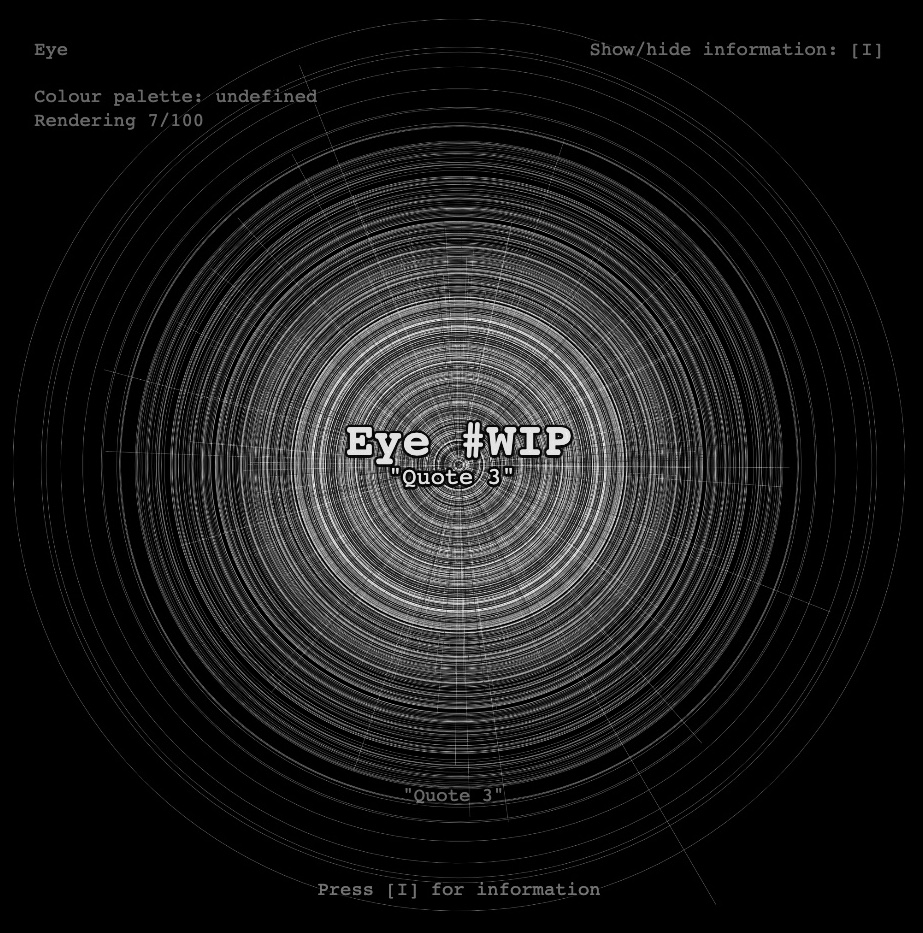 Eye
Show/hide information: [I]
Colour palette: undefined
Rendering 7/100
Eye #WIP
"Quote 3"
"Quote 3"
Press [I] for information